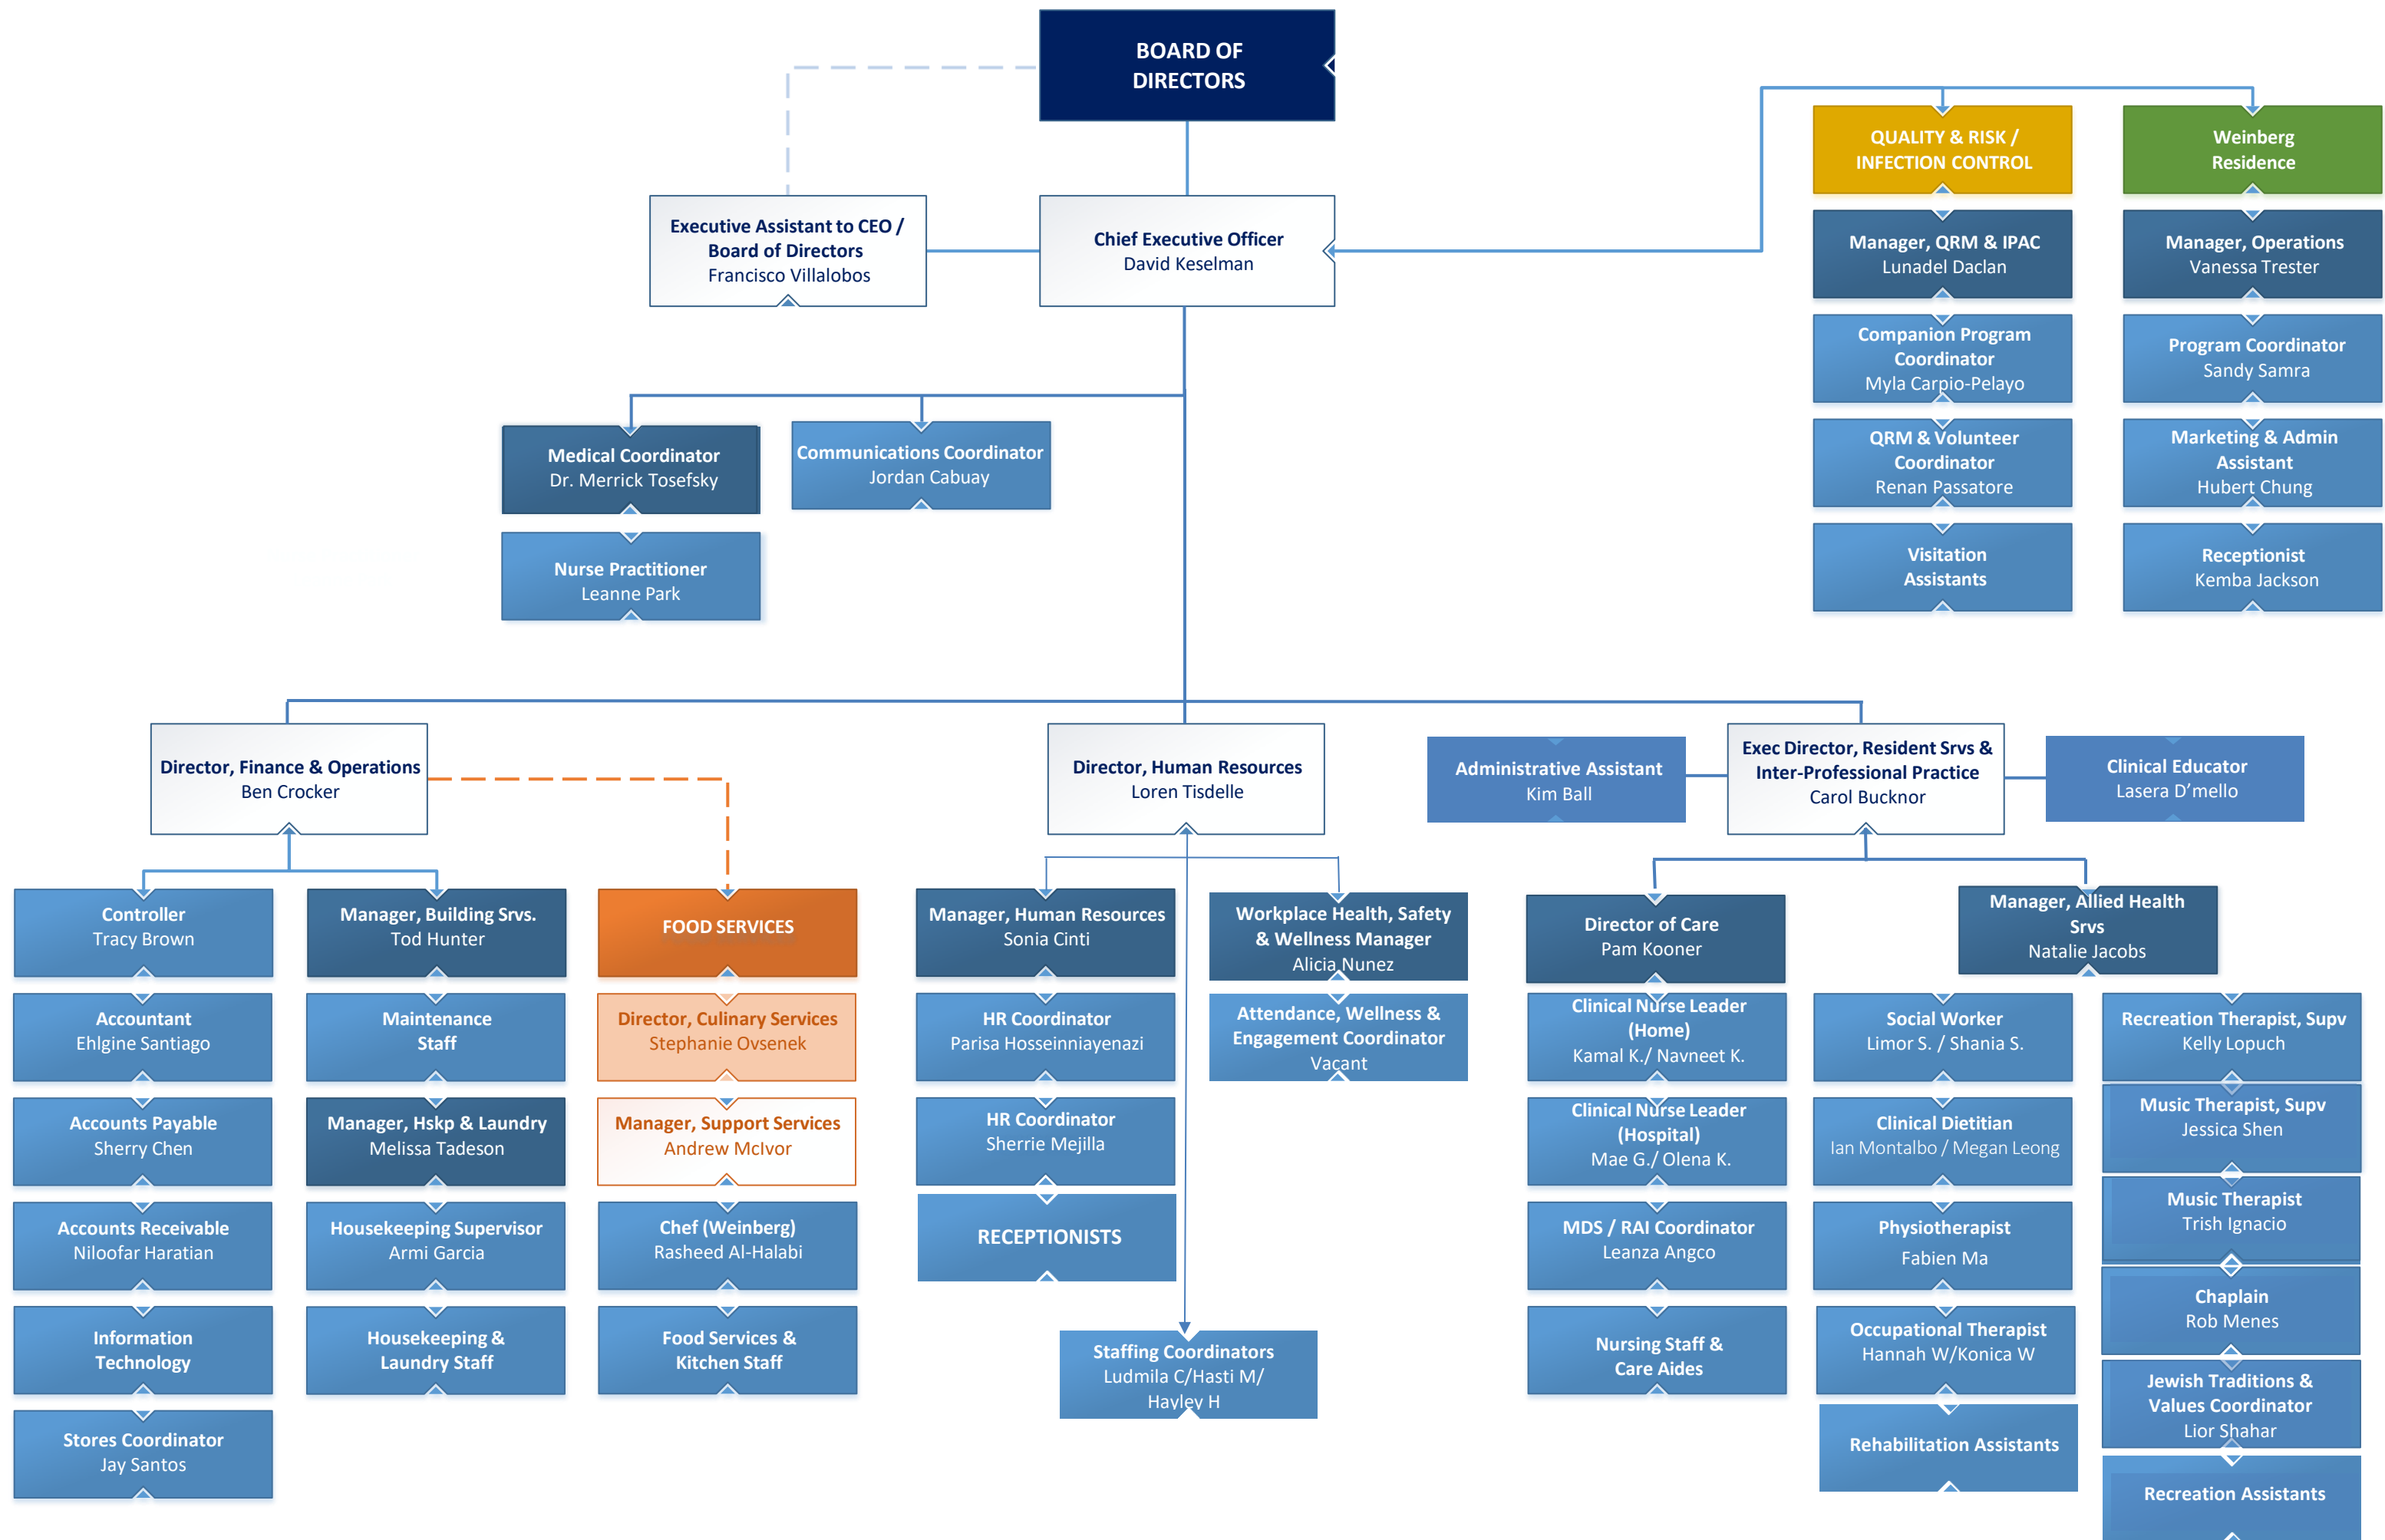 BOARD OF
DIRECTORS
QUALITY & RISK /
INFECTION CONTROL
Weinberg
Residence
Executive Assistant to CEO /
Board of Directors
Francisco Villalobos
Chief Executive Officer
David Keselman
Manager, QRM & IPAC
Lunadel Daclan
Manager, Operations
Vanessa Trester
Companion Program
Coordinator
Myla Carpio-Pelayo
Program Coordinator
Sandy Samra
Medical Coordinator
Dr. Merrick Tosefsky
Communications Coordinator
Jordan Cabuay
QRM & Volunteer
Coordinator
Renan Passatore
Marketing & Admin
Assistant
Hubert Chung
Nurse Practitioner
Leanne Park
Visitation
Assistants
Receptionist
Kemba Jackson
Director, Finance & Operations
Ben Crocker
Director, Human Resources
Loren Tisdelle
Administrative Assistant
Kim Ball
Exec Director, Resident Srvs &
Inter-Professional Practice
Carol Bucknor
Clinical Educator
Lasera D’mello
Controller
Tracy Brown
Accountant
Ehlgine Santiago
Accounts Payable
Sherry Chen
Accounts Receivable
Niloofar Haratian
Information
Technology
Stores Coordinator
Jay Santos
Manager, Building Srvs.
Tod Hunter
Maintenance
Staff
Manager, Hskp & Laundry
Melissa Tadeson
Housekeeping Supervisor
Armi Garcia
Housekeeping &
Laundry Staff
FOOD SERVICES
Director, Culinary Services
Stephanie Ovsenek
Manager, Support Services
Andrew McIvor
Chef (Weinberg)
Rasheed Al-Halabi
Food Services &
Kitchen Staff
Manager, Human Resources
Sonia Cinti
HR Coordinator
Parisa Hosseinniayenazi
HR Coordinator
Sherrie Mejilla
RECEPTIONISTS
Workplace Health, Safety
& Wellness Manager
Alicia Nunez
Attendance, Wellness &
Engagement Coordinator
Vacant
Staffing Coordinators
Ludmila C/Hasti M/
Hayley H
Director of Care
Pam Kooner
Clinical Nurse Leader
(Home)
Kamal K./ Navneet K.
Clinical Nurse Leader
(Hospital)
Mae G./ Olena K.
MDS / RAI Coordinator
Leanza Angco
Nursing Staff &
Care Aides
Manager, Allied Health
Srvs
Natalie Jacobs
Social Worker
Limor S. / Shania S.
Clinical Dietitian
Ian Montalbo / Megan Leong
Physiotherapist
Fabien Ma
Occupational Therapist
Hannah W/Konica W
Rehabilitation Assistants
Recreation Therapist, Supv
Kelly Lopuch
Music Therapist, Supv
Jessica Shen
Music Therapist
Trish Ignacio
Chaplain
Rob Menes
Jewish Traditions &
Values Coordinator
Lior Shahar
Recreation Assistants